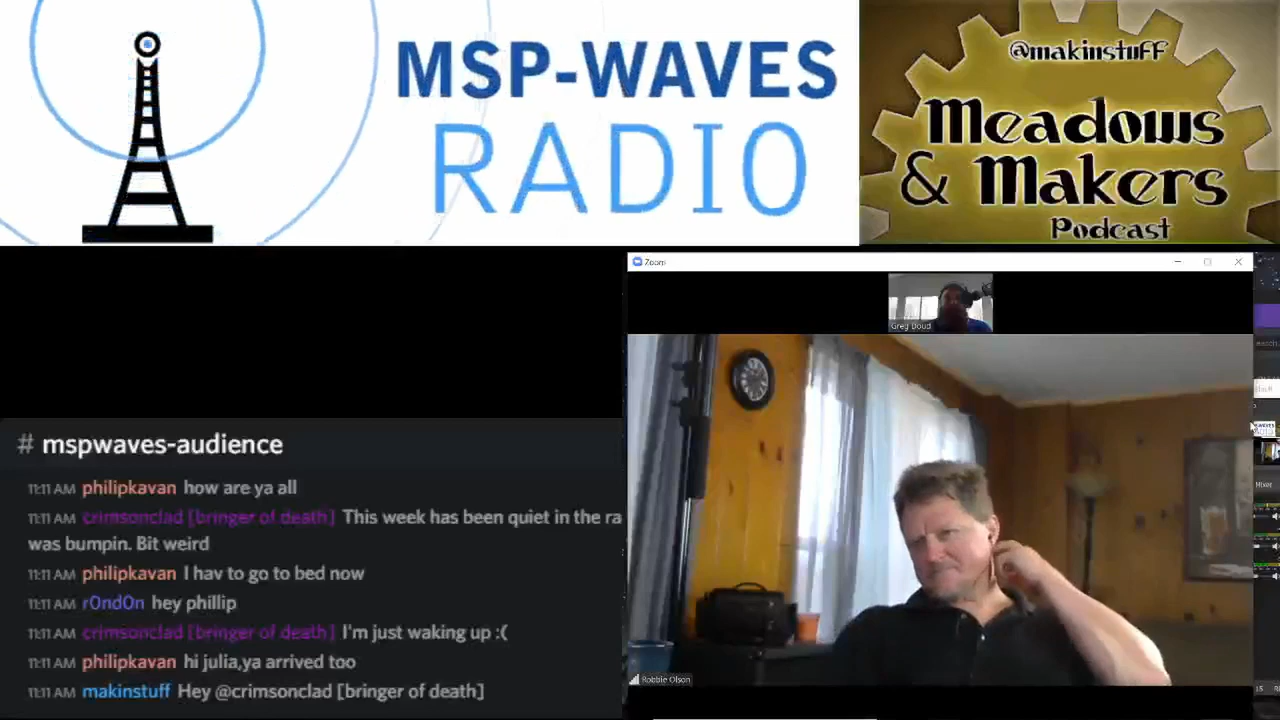 MSP-WAVES
RADIO
@makinstuff
Meadows
& Makers
Podcast
Zoom
Greg Doud
# mspwaves-audience
11:11 AM philipkavan how are ya all
11:11 AM crimsonclad [bringer of death] This week has been quiet in the ra
was bumpin. Bit weird
11:11 AM philipkavan I hav to go to bed now
11:11 AM r0nd0n hey phillip
11:11 AM crimsonclad [bringer of death] I'm just waking up :(
11:11 AM philipkavan hi julia,ya arrived too
11:11 AM makinstuff Hey @crimsonclad [bringer of death]
Robbie Olson
Mixer